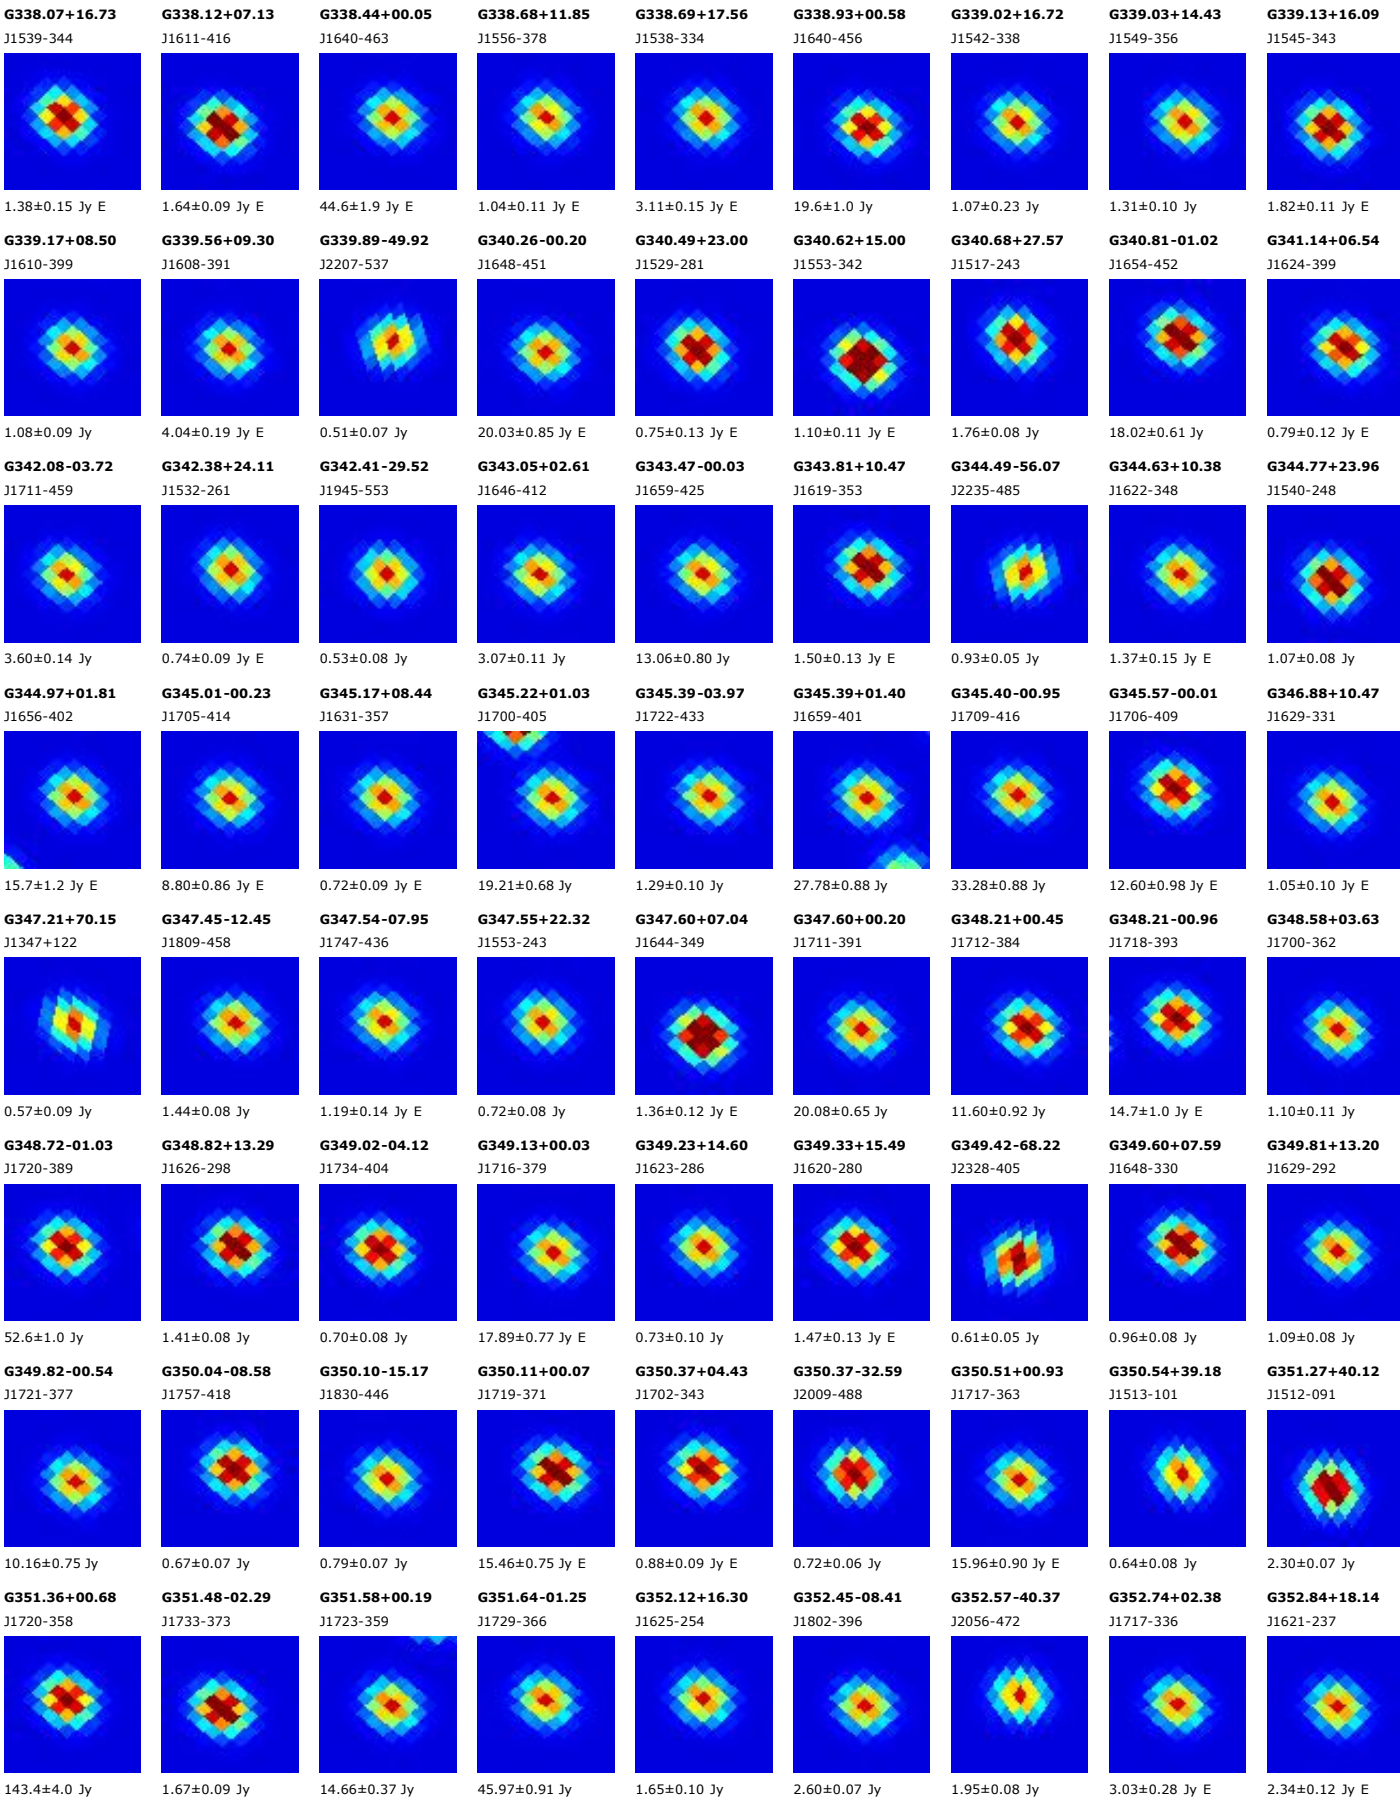 G338.07+16.73 G338.12+07.13 G338.44+00.05 G338.68+11.85 G338.69+17.56 G338.93+00.58 G339.02+16.72 G339.03+14.43 G339.13+16.09
J1539-344 J1611-416 J1640-463 J1556-378 J1538-334 J1640-456 J1542-338 J1549-356 J1545-343
1.38±0.15 Jy E 1.64±0.09 Jy E 44.6±1.9 Jy E 1.04±0.11 Jy E 3.11±0.15 Jy E 19.6±1.0 Jy 1.07±0.23 Jy 1.31±0.10 Jy 1.82±0.11 Jy E
G339.17+08.50 G339.56+09.30 G339.89-49.92 G340.26-00.20 G340.49+23.00 G340.62+15.00 G340.68+27.57 G340.81-01.02 G341.14+06.54
J1610-399 J1608-391 J2207-537 J1648-451 J1529-281 J1553-342 J1517-243 J1654-452 J1624-399
1.08±0.09 Jy 4.04±0.19 Jy E 0.51±0.07 Jy 20.03±0.85 Jy E 0.75±0.13 Jy E 1.10±0.11 Jy E 1.76±0.08 Jy 18.02±0.61 Jy 0.79±0.12 Jy E
G342.08-03.72 G342.38+24.11 G342.41-29.52 G343.05+02.61 G343.47-00.03 G343.81+10.47 G344.49-56.07 G344.63+10.38 G344.77+23.96
J1711-459 J1532-261 J1945-553 J1646-412 J1659-425 J1619-353 J2235-485 J1622-348 J1540-248
3.60±0.14 Jy 0.74±0.09 Jy E 0.53±0.08 Jy 3.07±0.11 Jy 13.06±0.80 Jy 1.50±0.13 Jy E 0.93±0.05 Jy 1.37±0.15 Jy E 1.07±0.08 Jy
G344.97+01.81 G345.01-00.23 G345.17+08.44 G345.22+01.03 G345.39-03.97 G345.39+01.40 G345.40-00.95 G345.57-00.01 G346.88+10.47
J1656-402 J1705-414 J1631-357 J1700-405 J1722-433 J1659-401 J1709-416 J1706-409 J1629-331
15.7±1.2 Jy E 8.80±0.86 Jy E 0.72±0.09 Jy E 19.21±0.68 Jy 1.29±0.10 Jy 27.78±0.88 Jy 33.28±0.88 Jy 12.60±0.98 Jy E 1.05±0.10 Jy E
G347.21+70.15 G347.45-12.45 G347.54-07.95 G347.55+22.32 G347.60+07.04 G347.60+00.20 G348.21+00.45 G348.21-00.96 G348.58+03.63
J1347+122 J1809-458 J1747-436 J1553-243 J1644-349 J1711-391 J1712-384 J1718-393 J1700-362
0.57±0.09 Jy 1.44±0.08 Jy 1.19±0.14 Jy E 0.72±0.08 Jy 1.36±0.12 Jy E 20.08±0.65 Jy 11.60±0.92 Jy 14.7±1.0 Jy E 1.10±0.11 Jy
G348.72-01.03 G348.82+13.29 G349.02-04.12 G349.13+00.03 G349.23+14.60 G349.33+15.49 G349.42-68.22 G349.60+07.59 G349.81+13.20
J1720-389 J1626-298 J1734-404 J1716-379 J1623-286 J1620-280 J2328-405 J1648-330 J1629-292
52.6±1.0 Jy 1.41±0.08 Jy 0.70±0.08 Jy 17.89±0.77 Jy E 0.73±0.10 Jy 1.47±0.13 Jy E 0.61±0.05 Jy 0.96±0.08 Jy 1.09±0.08 Jy
G349.82-00.54 G350.04-08.58 G350.10-15.17 G350.11+00.07 G350.37+04.43 G350.37-32.59 G350.51+00.93 G350.54+39.18 G351.27+40.12
J1721-377 J1757-418 J1830-446 J1719-371 J1702-343 J2009-488 J1717-363 J1513-101 J1512-091
10.16±0.75 Jy 0.67±0.07 Jy 0.79±0.07 Jy 15.46±0.75 Jy E 0.88±0.09 Jy E 0.72±0.06 Jy 15.96±0.90 Jy E 0.64±0.08 Jy 2.30±0.07 Jy
G351.36+00.68 G351.48-02.29 G351.58+00.19 G351.64-01.25 G352.12+16.30 G352.45-08.41 G352.57-40.37 G352.74+02.38 G352.84+18.14
J1720-358 J1733-373 J1723-359 J1729-366 J1625-254 J1802-396 J2056-472 J1717-336 J1621-237
143.4±4.0 Jy 1.67±0.09 Jy 14.66±0.37 Jy 45.97±0.91 Jy 1.65±0.10 Jy 2.60±0.07 Jy 1.95±0.08 Jy 3.03±0.28 Jy E 2.34±0.12 Jy E